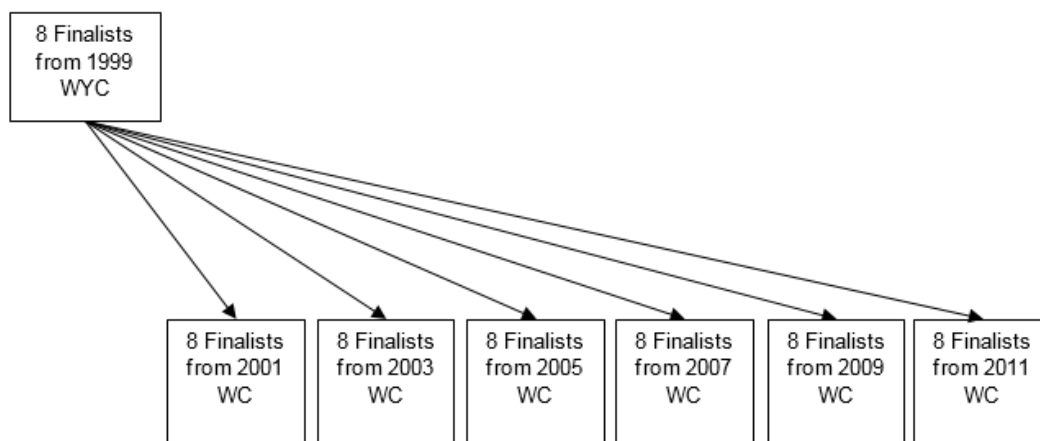 8 Finalists
from 1999
WYC
8 Finalists
from 2001
WC
8 Finalists
from 2003
WC
8 Finalists
from 2005
WC
8 Finalists
from 2007
WC
8 Finalists
from 2009
WC
8 Finalists
from 2011
WC